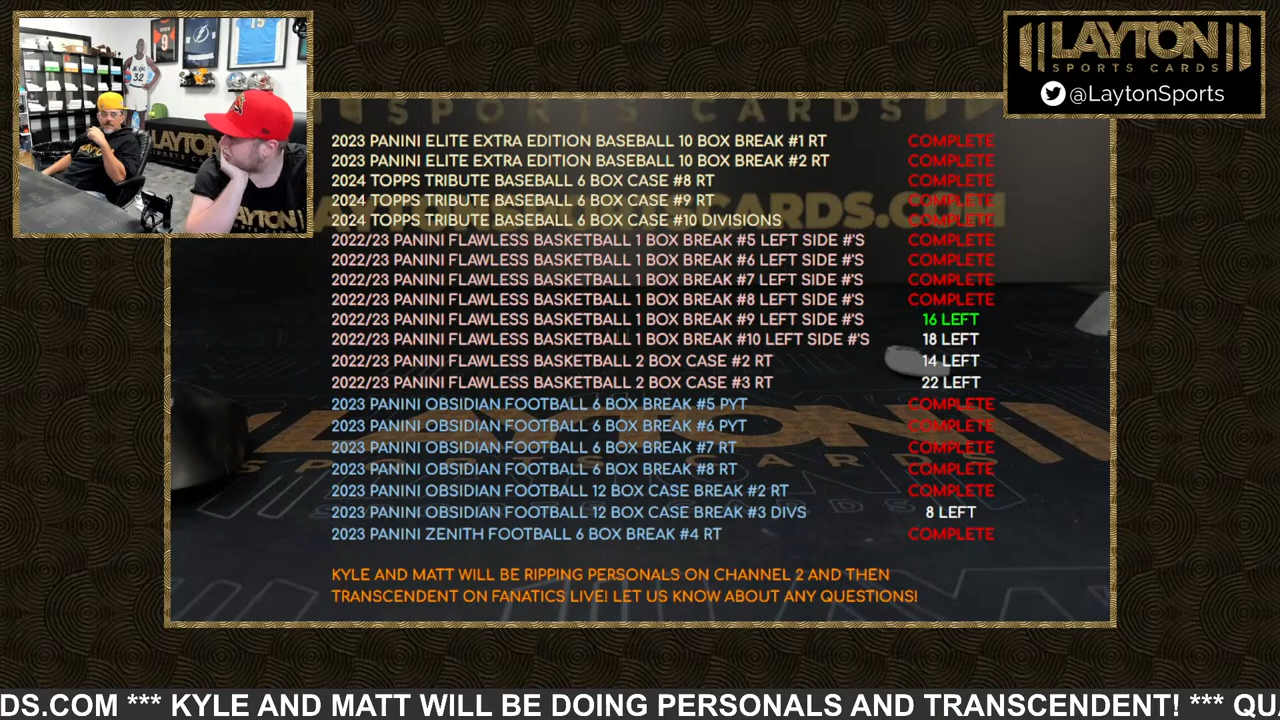 LAYTON
SPORTS CARDS
@LaytonSports
SPORTS CARDS
2023 PANINI ELITE EXTRA EDITION BASEBALL 10 BOX BREAK #1 RT COMPLETE
2023 PANINI ELITE EXTRA EDITION BASEBALL 10 BOX BREAK #2 RT COMPLETE
2024 TOPPS TRIBUTE BASEBALL 6 BOX CASE #8 RT COMPLETE
2024 TOPPS TRIBUTE BASEBALL 6 BOX CASE #9 RT COMPLETE
2024 TOPPS TRIBUTE BASEBALL 6 BOX CASE #10 DIVISIONS COMPLETE
2022/23 PANINI FLAWLESS BASKETBALL 1 BOX BREAK #5 LEFT SIDE #'S COMPLETE
2022/23 PANINI FLAWLESS BASKETBALL 1 BOX BREAK #6 LEFT SIDE #'S COMPLETE
2022/23 PANINI FLAWLESS BASKETBALL 1 BOX BREAK #7 LEFT SIDE #'S COMPLETE
2022/23 PANINI FLAWLESS BASKETBALL 1 BOX BREAK #8 LEFT SIDE #'S COMPLETE
2022/23 PANINI FLAWLESS BASKETBALL 1 BOX BREAK #9 LEFT SIDE #'S 16 LEFT
2022/23 PANINI FLAWLESS BASKETBALL 1 BOX BREAK #10 LEFT SIDE #'S 18 LEFT
2022/23 PANINI FLAWLESS BASKETBALL 2 BOX CASE #2 RT 14 LEFT
2022/23 PANINI FLAWLESS BASKETBALL 2 BOX CASE #3 RT 22 LEFT
2023 PANINI OBSIDIAN FOOTBALL 6 BOX BREAK #5 PYT COMPLETE
2023 PANINI OBSIDIAN FOOTBALL 6 BOX BREAK #6 PYT COMPLETE
2023 PANINI OBSIDIAN FOOTBALL 6 BOX BREAK #7 RT COMPLETE
2023 PANINI OBSIDIAN FOOTBALL 6 BOX BREAK #8 RT COMPLETE
2023 PANINI OBSIDIAN FOOTBALL 12 BOX CASE BREAK #2 RT COMPLETE
2023 PANINI OBSIDIAN FOOTBALL 12 BOX CASE BREAK #3 DIVS 8 LEFT
2023 PANINI ZENITH FOOTBALL 6 BOX BREAK #4 RT COMPLETE
KYLE AND MATT WILL BE RIPPING PERSONALS ON CHANNEL 2 AND THEN
TRANSCENDENT ON FANATICS LIVE! LET US KNOW ABOUT ANY QUESTIONS!
DS.COM *** KYLE AND MATT WILL BE DOING PERSONALS AND TRANSCENDENT! *** QU